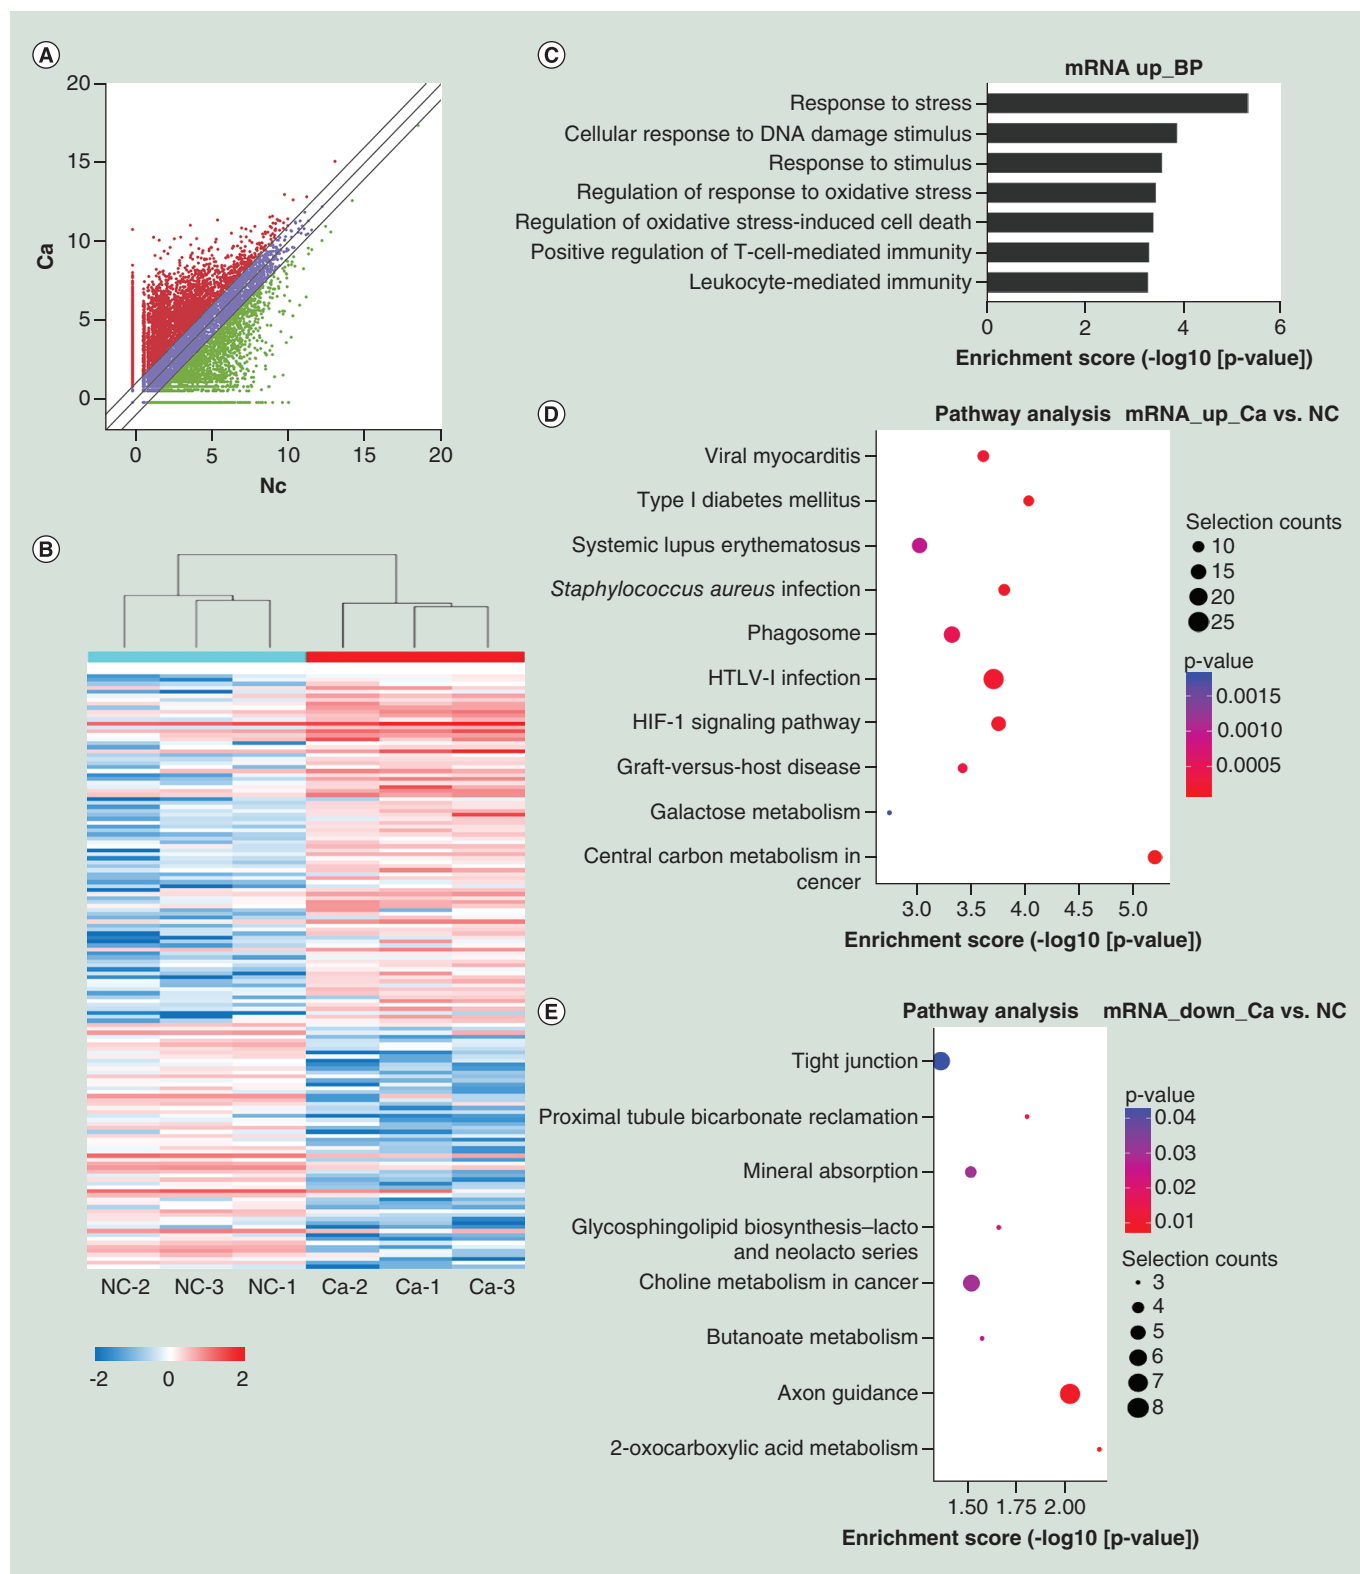 A
20
15
10
5
0
Ca
0 5 10 15 20
Nc
B
NC-2 NC-3 NC-1 Ca-2 Ca-1 Ca-3
-2 0 2
C
mRNA up_BP
Response to stress
Cellular response to DNA damage stimulus
Response to stimulus
Regulation of response to oxidative stress
Regulation of oxidative stress-induced cell death
Positive regulation of T-cell-mediated immunity
Leukocyte-mediated immunity
0 2 4 6
Enrichment score (-log10 [p-value])
D
Pathway analysis mRNA_up_Ca vs. NC
Viral myocarditis
Type I diabetes mellitus
Systemic lupus erythematosus
Staphylococcus aureus infection
Phagosome
HTLV-I infection
HIF-1 signaling pathway
Graft-versus-host disease
Galactose metabolism
Central carbon metabolism in
cencer
3.0 3.5 4.0 4.5 5.0
Enrichment score (-log10 [p-value])
Selection counts
10
15
20
25
p-value
0.0015
0.0010
0.0005
E
Pathway analysis mRNA_down_Ca vs. NC
Tight junction
Proximal tubule bicarbonate reclamation
Mineral absorption
Glycosphingolipid biosynthesis–lacto
and neolacto series
Choline metabolism in cancer
Butanoate metabolism
Axon guidance
2-oxocarboxylic acid metabolism
1.50 1.75 2.00
Enrichment score (-log10 [p-value])
p-value
0.04
0.03
0.02
0.01
Selection counts
3
4
5
6
7
8